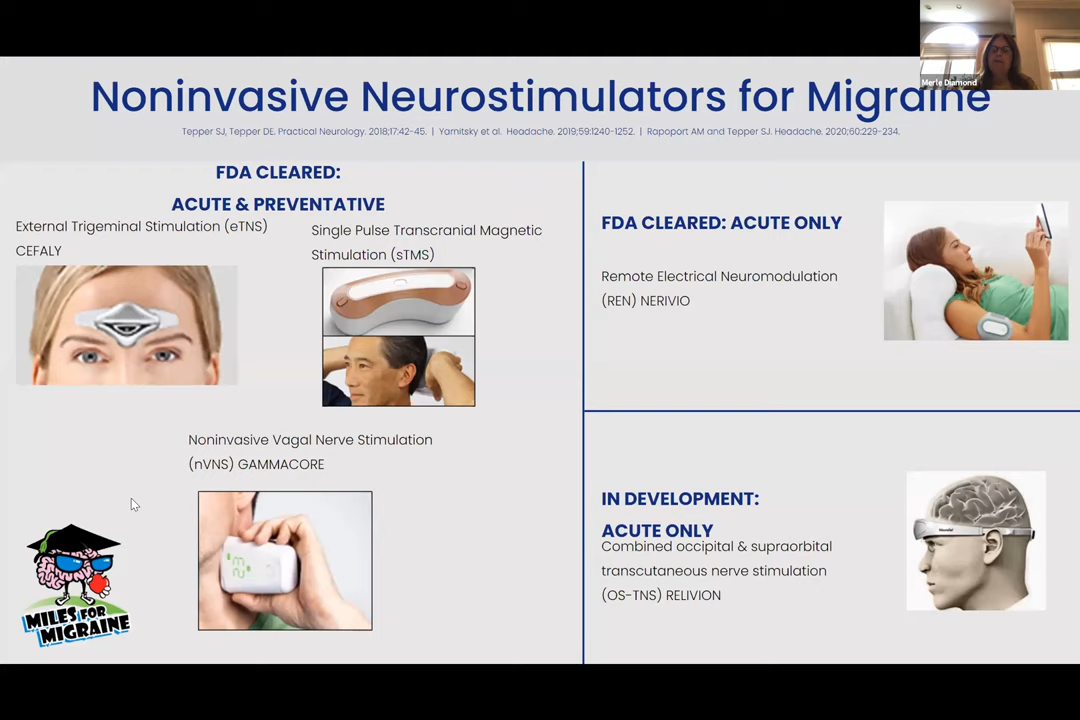 Merle Diamond
Noninvasive Neurostimulators for Migraine
Tepper SJ, Tepper DE. Practical Neurology. 2018;17:42-45. | Yarnitsky et al. Headache. 2019;59:1240-1252. | Rapoport AM and Tepper SJ. Headache. 2020;60:229-234.
FDA CLEARED:
ACUTE & PREVENTATIVE
External Trigeminal Stimulation (eTNS)
CEFALY
Single Pulse Transcranial Magnetic
Stimulation (sTMS)
Noninvasive Vagal Nerve Stimulation
(nVNS) GAMMACORE
MILES FOR
MIGRAINE
FDA CLEARED: ACUTE ONLY
Remote Electrical Neuromodulation
(REN) NERIVIO
IN DEVELOPMENT:
ACUTE ONLY
Combined occipital & supraorbital
transcutaneous nerve stimulation
(OS-TNS) RELIVION